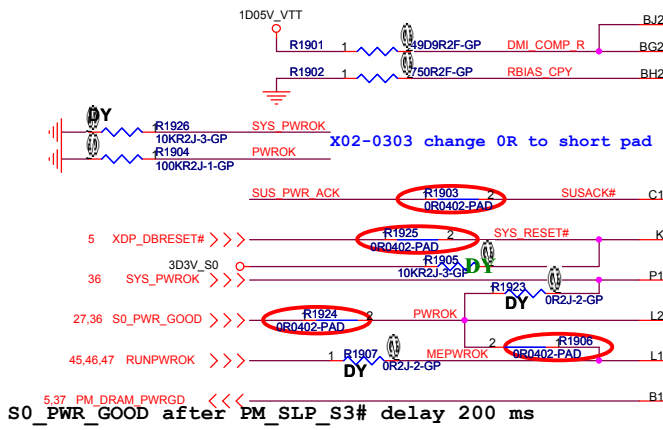 1D05V_VTT
BJ2
R1901 1 49D9R2F-GP DMI_COMP_R BG2
R1902 1 750R2F-GP RBIAS_CPY BH2
DY
R1926 SYS_PWROK
10KR2J-3-GP
X02-0303 change 0R to short pad
R1904 PWROK
100KR2J-1-GP
SUS_PWR_ACK R1903 2 SUSACK# C1
0R0402-PAD
5 XDP_DBRESET# R1925 2 SYS_RESET# K
0R0402-PAD
3D3V_S0 R1905 DY
10KR2J-3-GP
36 SYS_PWROK P1
R1923
DY 0R2J-2-GP
27,36 S0_PWR_GOOD R1924 2 PWROK L2
0R0402-PAD
2 1 R1906
0R0402-PAD
45,46,47 RUNPWROK 1 R1907 MEPWROK L1
DY 0R2J-2-GP
5,37 PM_DRAM_PWRGD B1
S0_PWR_GOOD after PM_SLP_S3# delay 200 ms